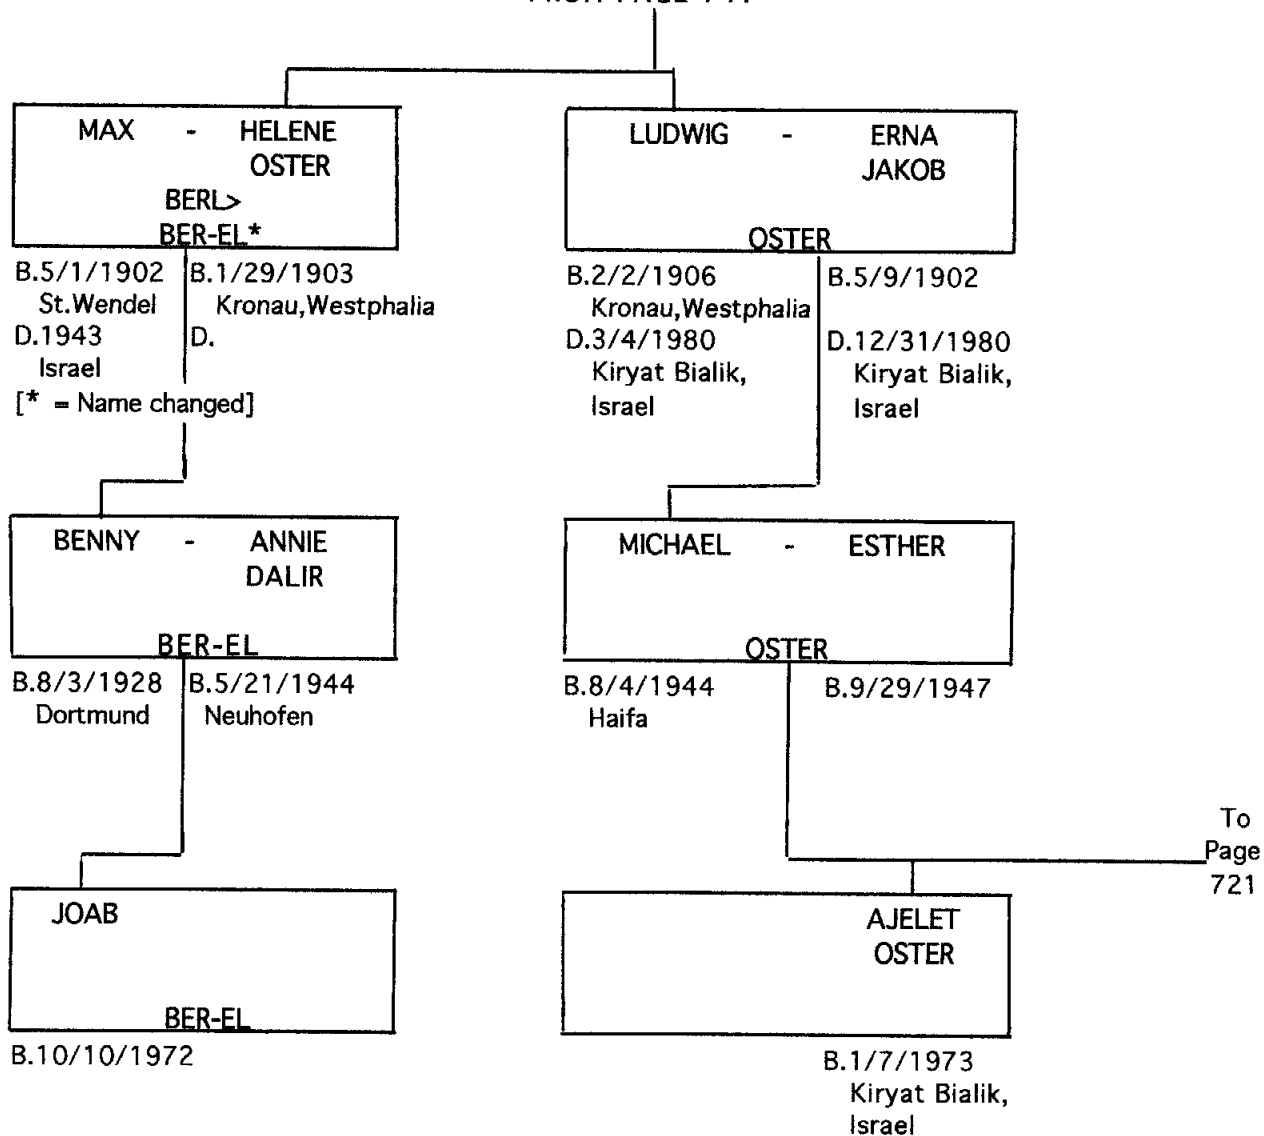 MAX - HELENE
OSTER
BERL>
BER-EL*
B.5/1/1902 B.1/29/1903
St.Wendel Kronau,Westphalia
D.1943 D.
Israel
[* = Name changed]
LUDWIG - ERNA
JAKOB
OSTER
B.2/2/1906 B.5/9/1902
Kronau,Westphalia
D.3/4/1980 D.12/31/1980
Kiryat Bialik, Kiryat Bialik,
Israel Israel
BENNY - ANNIE
DALIR
BER-EL
B.8/3/1928 B.5/21/1944
Dortmund Neuhofen
MICHAEL - ESTHER
OSTER
B.8/4/1944 B.9/29/1947
Haifa
To
Page
721
JOAB
BER-EL
B.10/10/1972
AJELET
OSTER
B.1/7/1973
Kiryat Bialik,
Israel